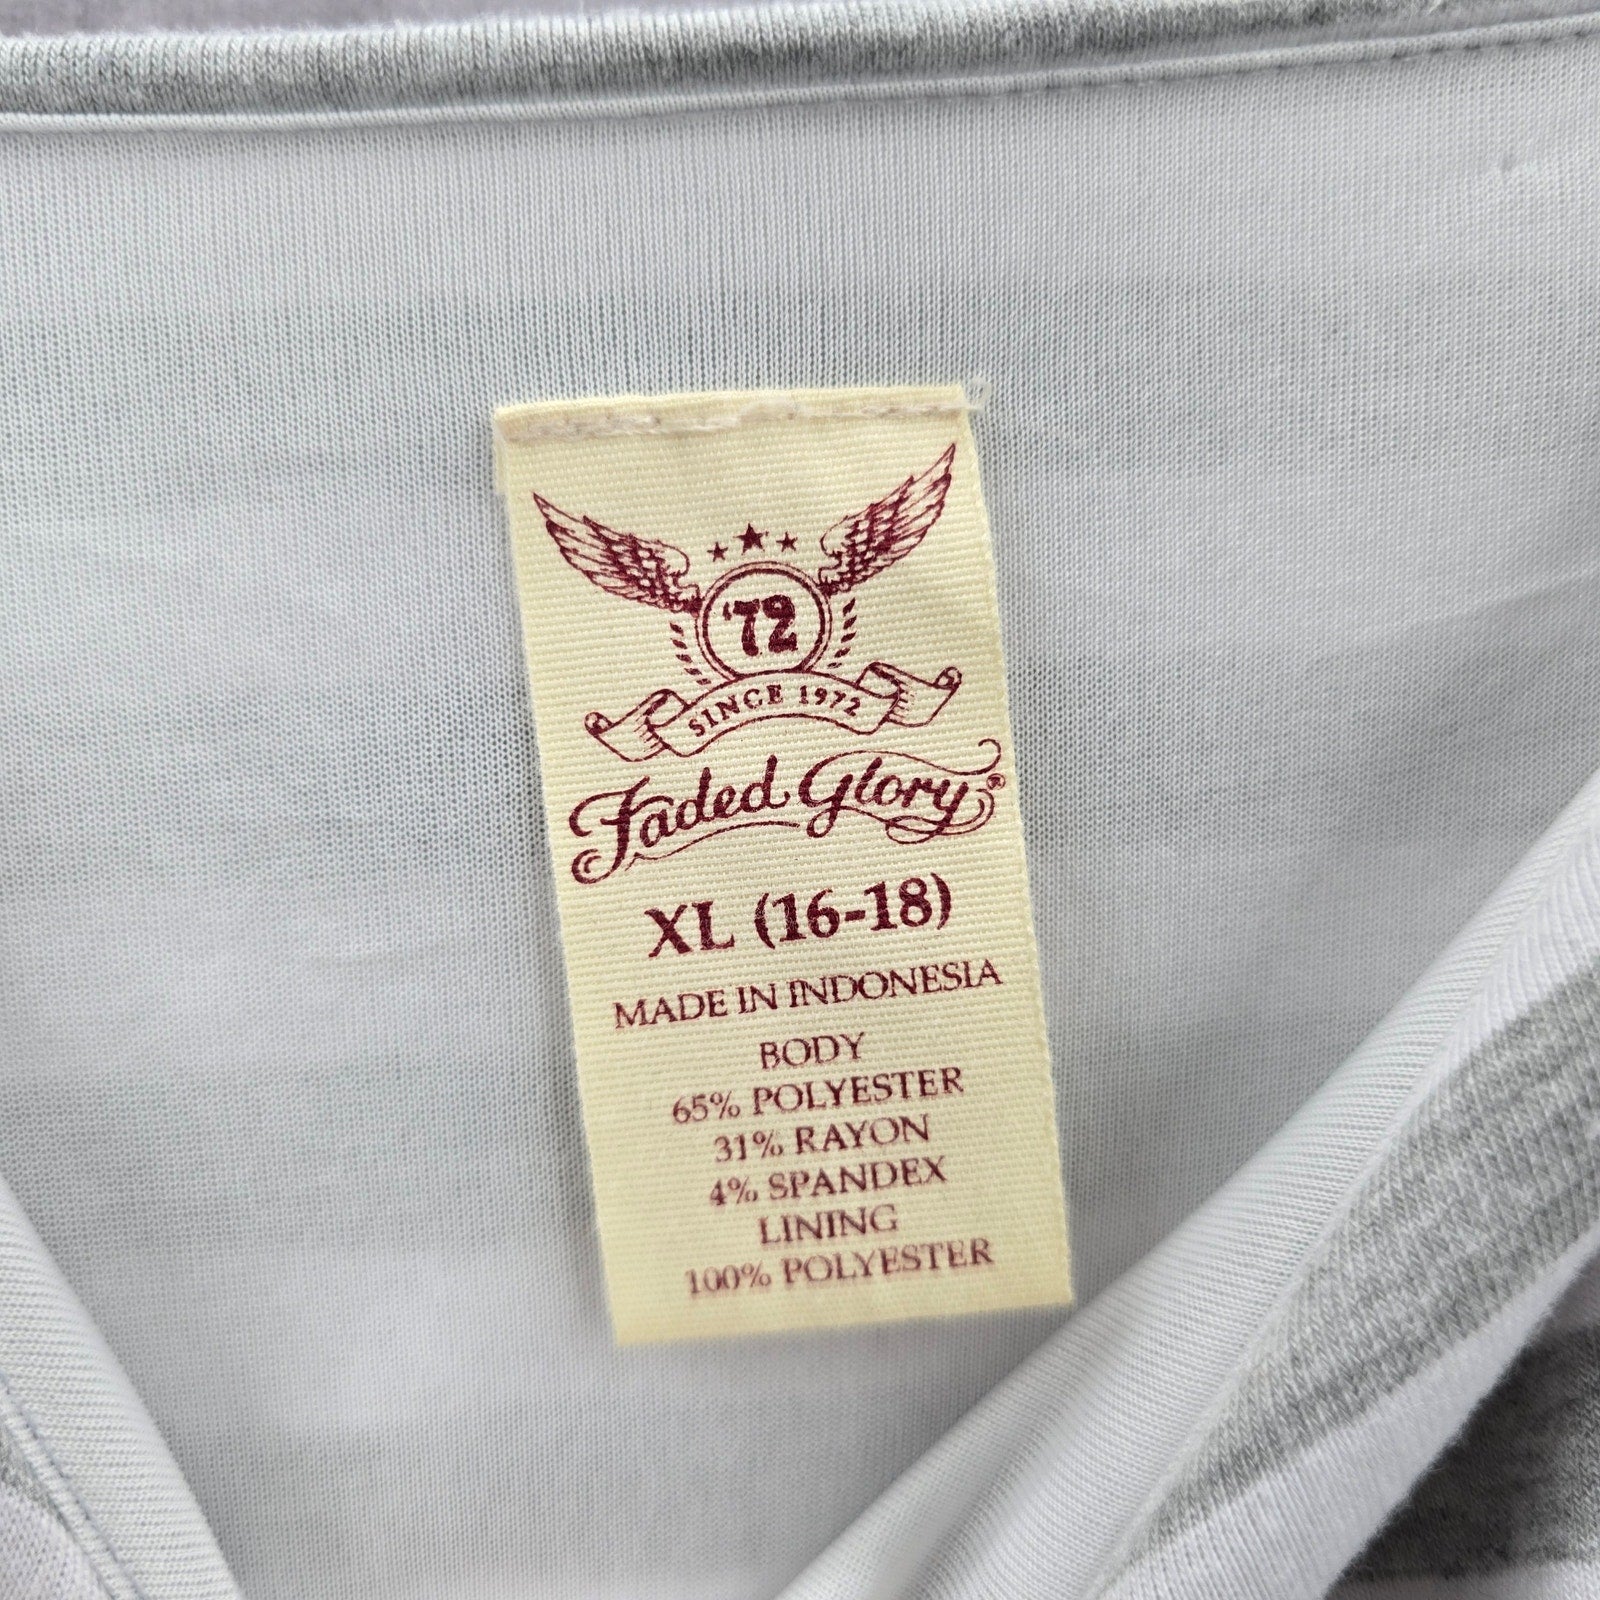 '72
SINCE 1972
Faded Glory®
XL (16-18)
MADE IN INDONESIA
BODY
65% POLYESTER
31% RAYON
4% SPANDEX
LINING
100% POLYESTER